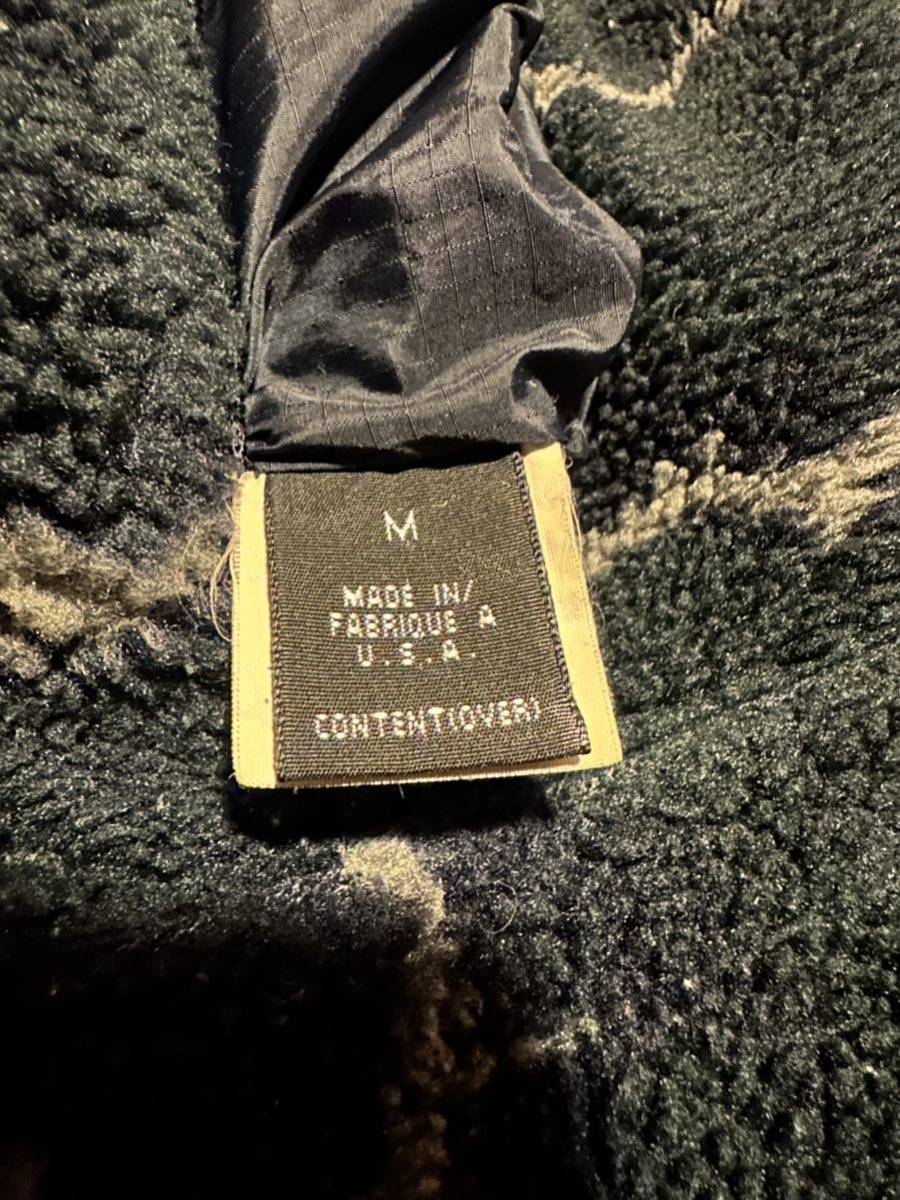 M
MADE IN/
FABRIQUE A
U.S.A.
CONTENT(OVER)